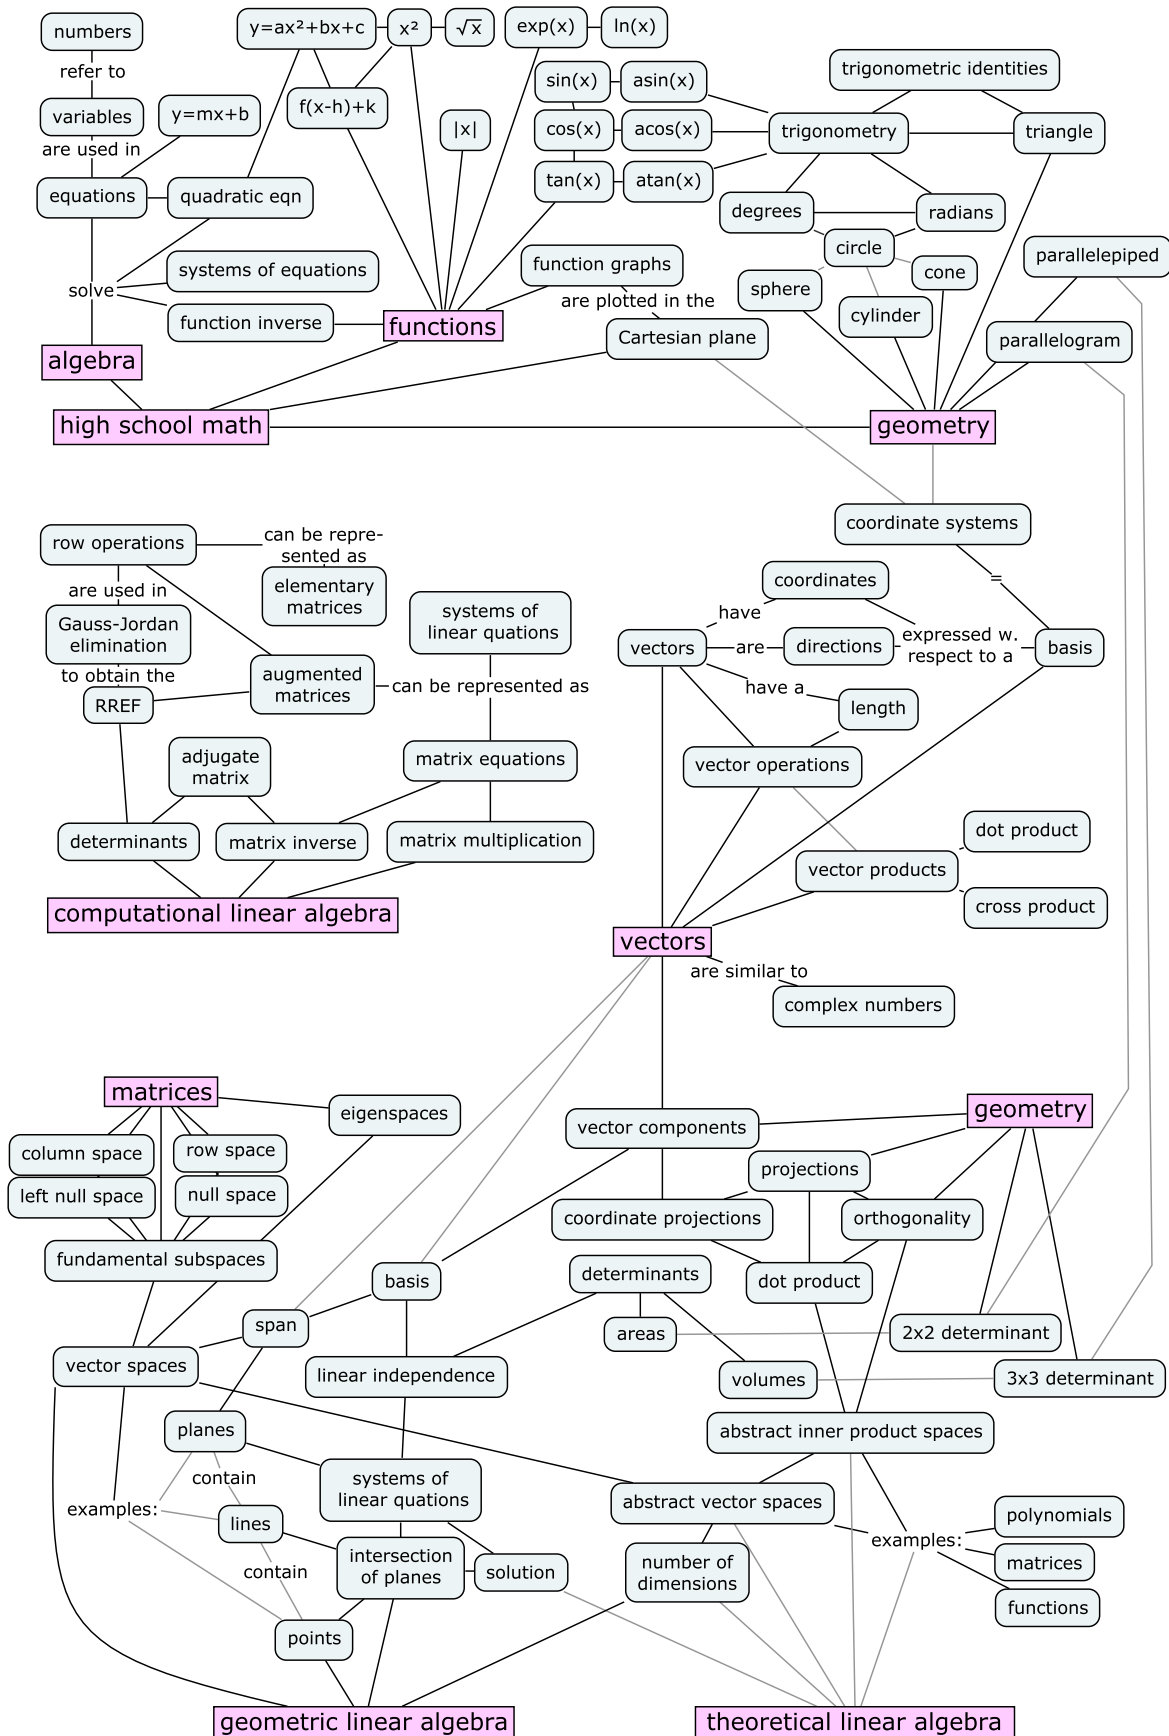 numbers
refer to
variables
are used in
equations
y=mx+b
quadratic eqn
y=ax²+bx+c
x²
√x
f(x-h)+k
|x|
exp(x)
ln(x)
sin(x)
asin(x)
cos(x)
acos(x)
tan(x)
atan(x)
trigonometric identities
trigonometry
triangle
degrees
radians
circle
sphere
cone
cylinder
parallelepiped
parallelogram
solve
systems of equations
function inverse
function graphs
are plotted in the
Cartesian plane
functions
algebra
high school math
geometry
coordinate systems
=
basis
coordinates
have
vectors
are
directions
expressed w.
respect to a
have a
length
vector operations
vector products
dot product
cross product
row operations
can be repre-
sented as
elementary
matrices
are used in
Gauss-Jordan
elimination
to obtain the
RREF
augmented
matrices
systems of
linear quations
can be represented as
matrix equations
adjugate
matrix
determinants
matrix inverse
matrix multiplication
computational linear algebra
vectors
are similar to
complex numbers
matrices
eigenspaces
column space
row space
left null space
null space
fundamental subspaces
vector components
geometry
projections
coordinate projections
orthogonality
basis
determinants
dot product
span
areas
2x2 determinant
vector spaces
linear independence
volumes
3x3 determinant
planes
contain
abstract inner product spaces
systems of
linear quations
examples:
lines
abstract vector spaces
polynomials
examples:
matrices
functions
intersection
of planes
contain
solution
number of
dimensions
points
geometric linear algebra
theoretical linear algebra